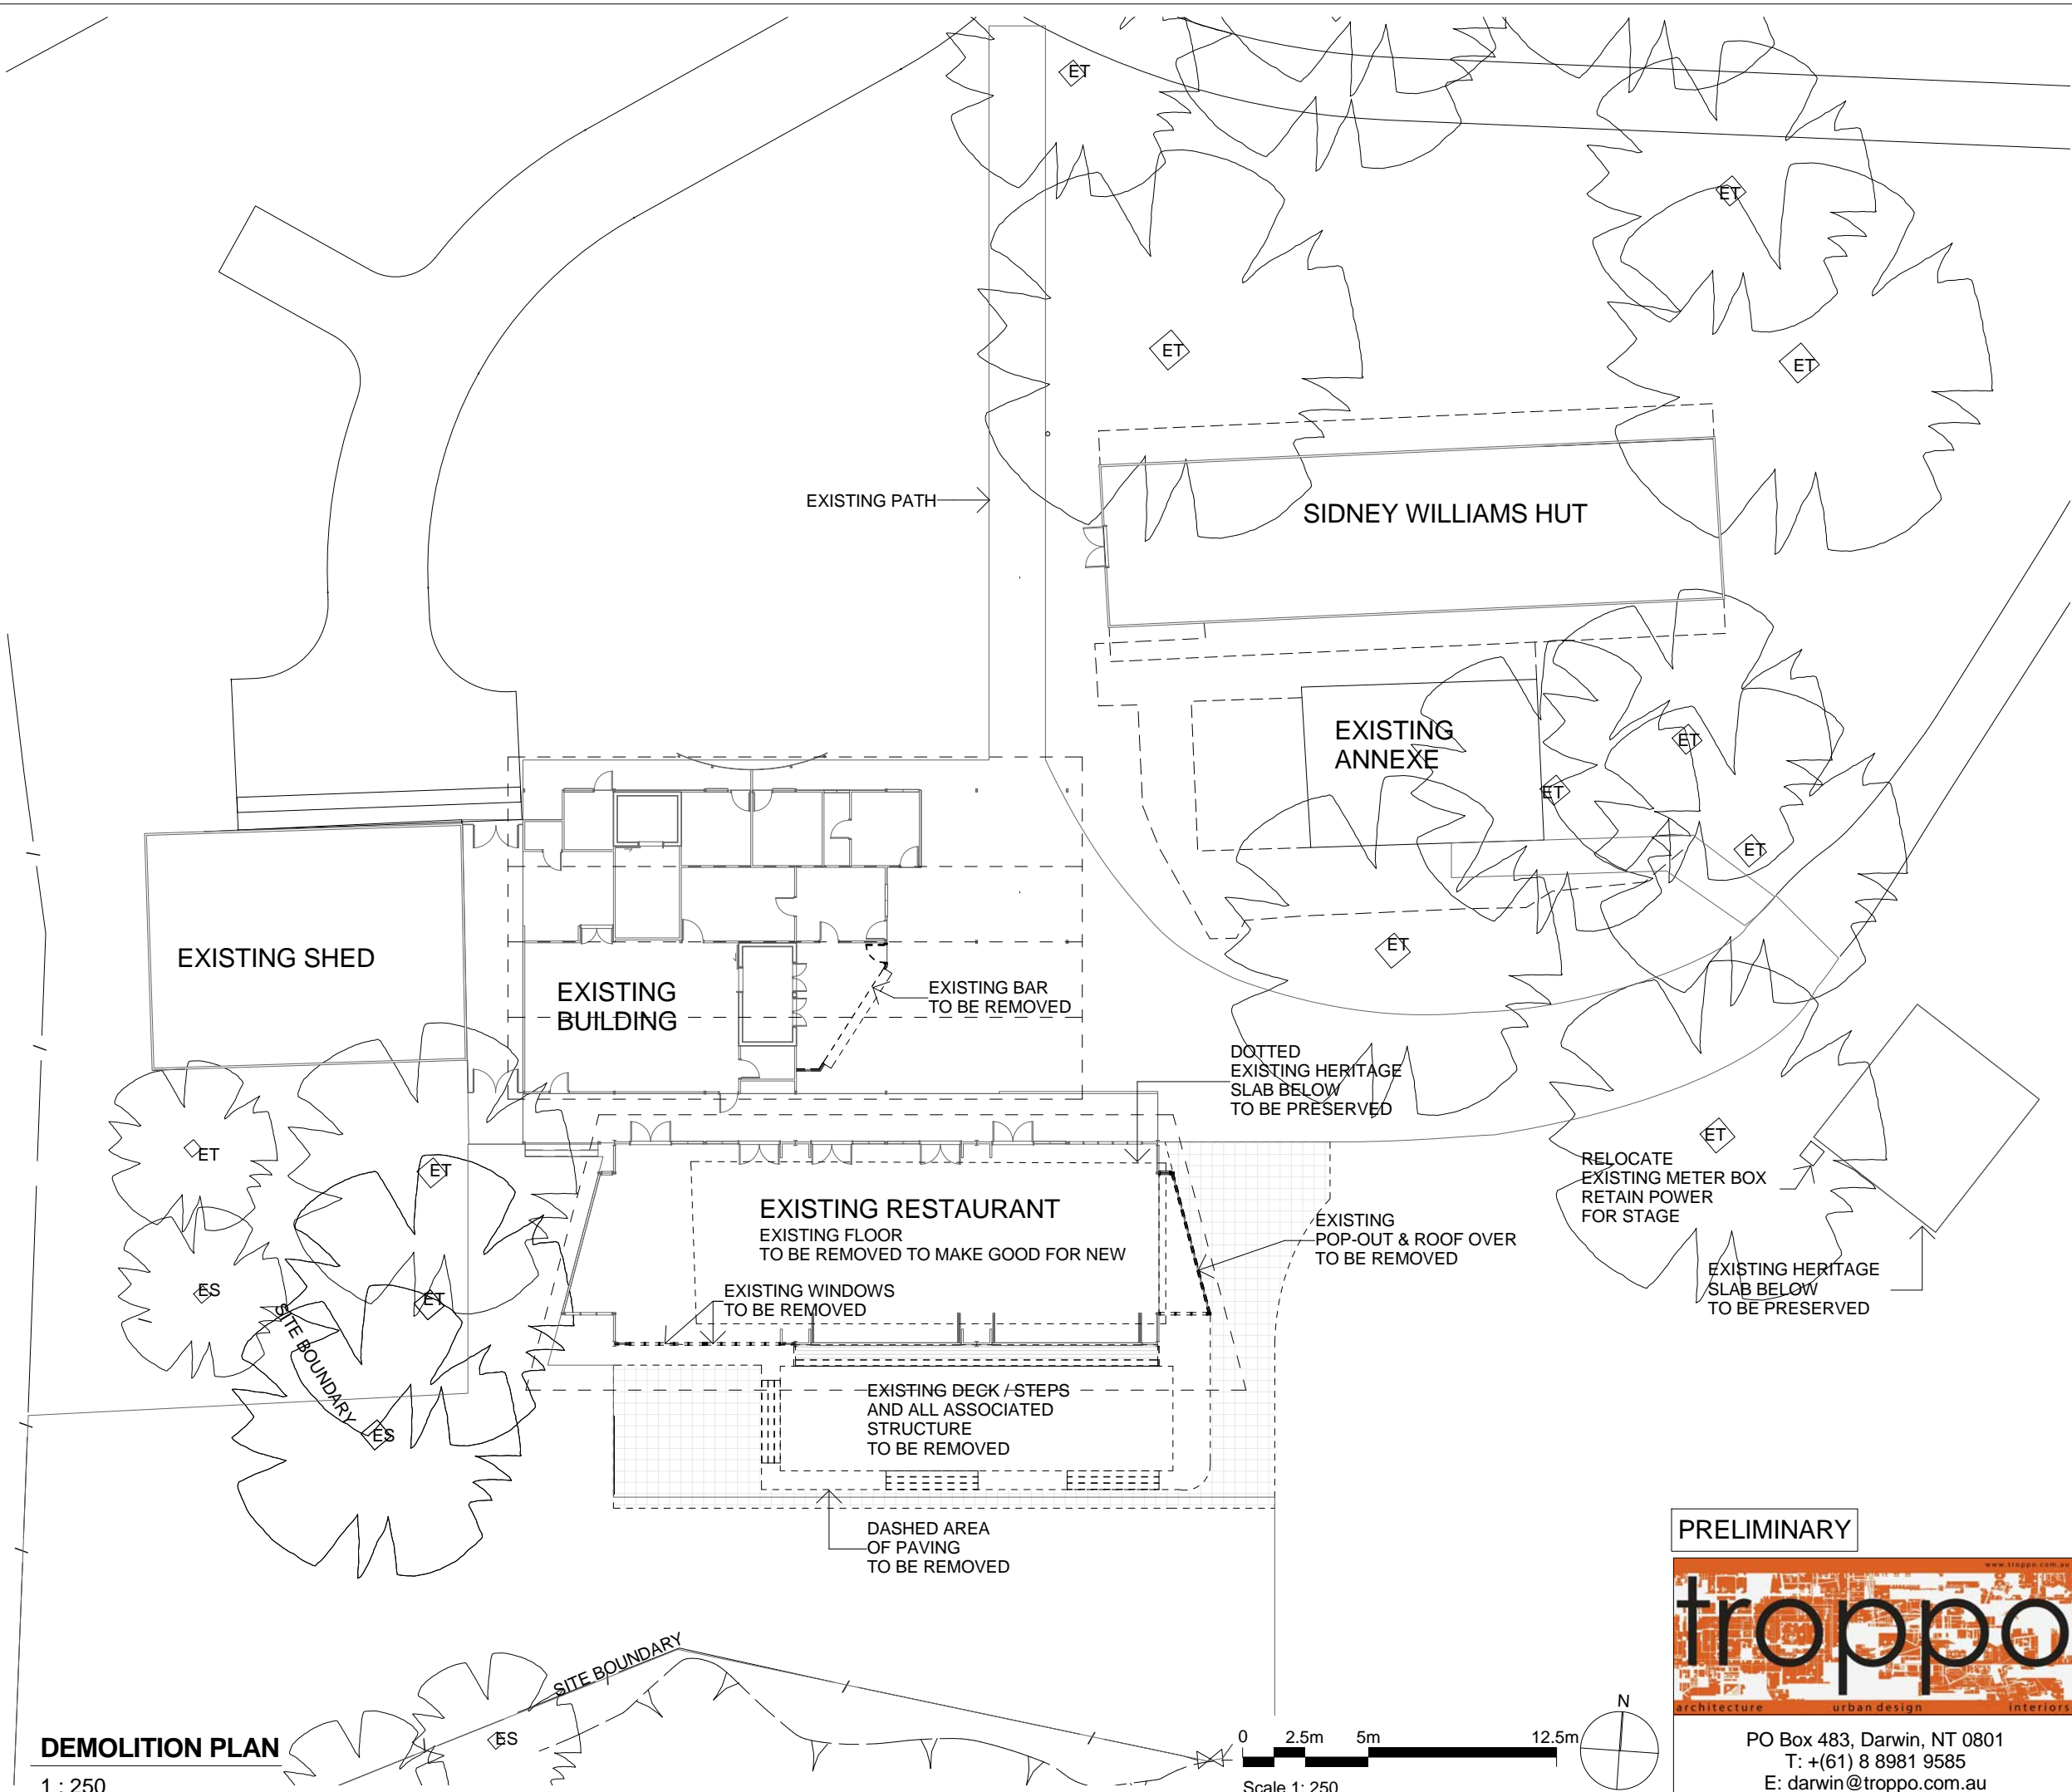 ET
ET
ET
ET
EXISTING PATH
SIDNEY WILLIAMS HUT
EXISTING
ANNEXE
ET
ET
ET
ET
EXISTING SHED
EXISTING
BUILDING
EXISTING BAR
TO BE REMOVED
DOTTED
EXISTING HERITAGE
SLAB BELOW
TO BE PRESERVED
ET
ET
ET
RELOCATE
EXISTING METER BOX
RETAIN POWER
FOR STAGE
EXISTING RESTAURANT
EXISTING FLOOR
TO BE REMOVED TO MAKE GOOD FOR NEW
EXISTING
POP-OUT & ROOF OVER
TO BE REMOVED
EXISTING HERITAGE
SLAB BELOW
TO BE PRESERVED
ES
ET
EXISTING WINDOWS
TO BE REMOVED
SITE BOUNDARY
ES
EXISTING DECK / STEPS
AND ALL ASSOCIATED
STRUCTURE
TO BE REMOVED
DASHED AREA
OF PAVING
TO BE REMOVED
PRELIMINARY
www.troppo.com.au
troppo
architecture urban design interiors
SITE BOUNDARY
ES
DEMOLITION PLAN
1 : 250
0 2.5m 5m 12.5m
Scale 1: 250
N
PO Box 483, Darwin, NT 0801
T: +(61) 8 8981 9585
E: darwin@troppo.com.au